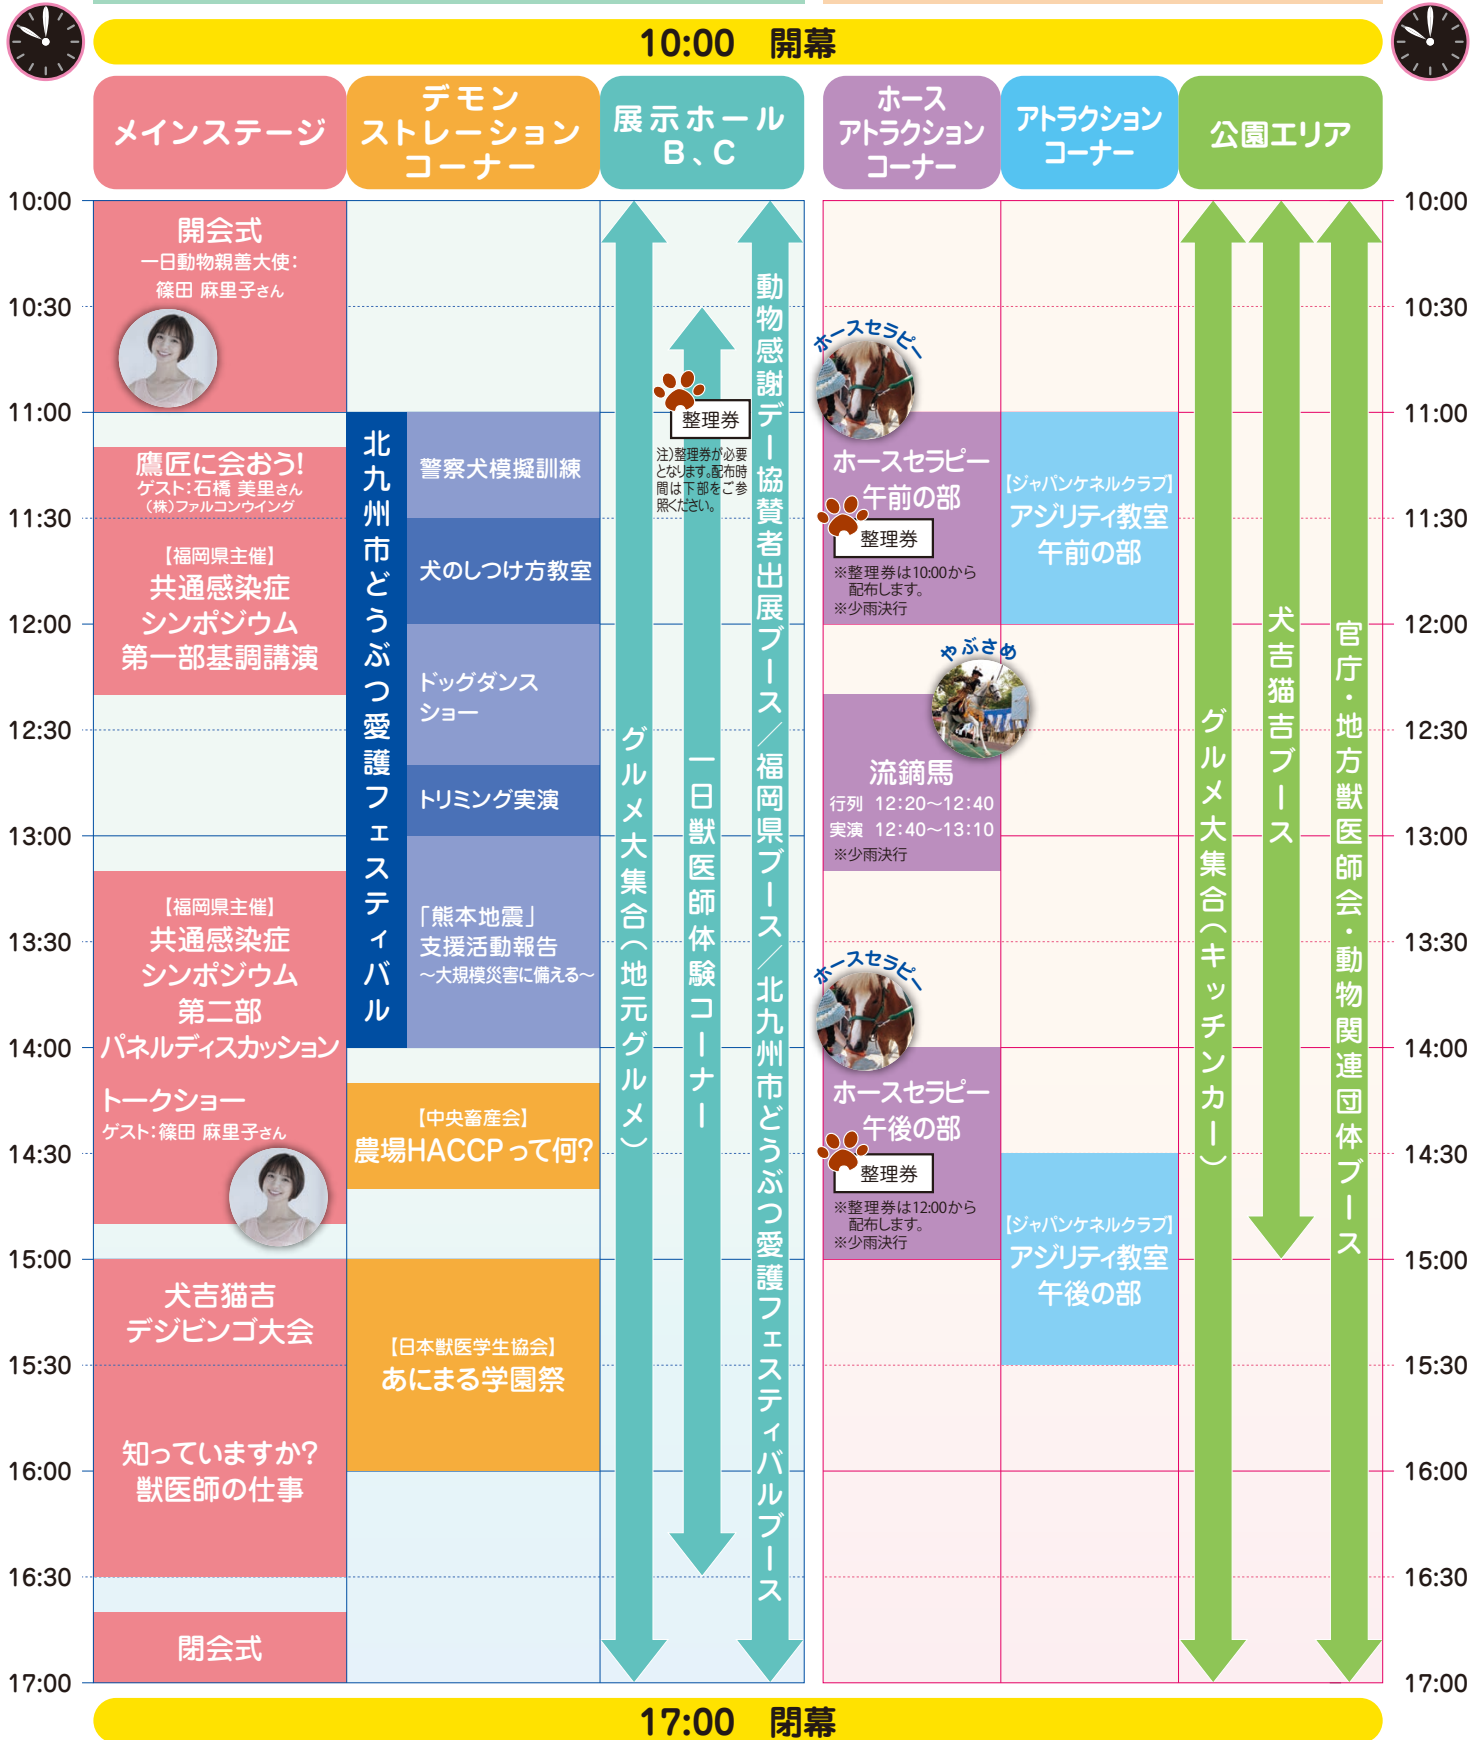 10:00 開幕
メインステージ
デモン
ストレーション
コーナー
展示ホール
B、C
ホース
アトラクション
コーナー
アトラクション
コーナー
公園エリア
10:00
10:30
11:00
11:30
12:00
12:30
13:00
13:30
14:00
14:30
15:00
15:30
16:00
16:30
17:00
開会式
一日動物親善大使：
篠田 麻里子さん
鷹匠に会おう!
ゲスト：石橋 美里さん
（株）ファルコンウイング
【福岡県主催】
共通感染症
シンポジウム
第一部基調講演
【福岡県主催】
共通感染症
シンポジウム
第二部
パネルディスカッション
トークショー
ゲスト：篠田 麻里子さん
犬吉猫吉
デジビンゴ大会
知っていますか?
獣医師の仕事
閉会式
北九州市どうぶつ愛護フェスティバル
警察犬模擬訓練
犬のしつけ方教室
ドッグダンス
ショー
トリミング実演
「熊本地震」
支援活動報告
～大規模災害に備える～
【中央畜産会】
農場HACCPって何?
【日本獣医学生協会】
あにまる学園祭
グルメ大集合（地元グルメ）
整理券
注）整理券が必要
となります。配布時
間は下部をご参
照ください。
一日獣医師体験コーナー
動物感謝デー協賛者出展ブース／福岡県ブース／北九州市どうぶつ愛護フェスティバルブース
ホースセラピー
ホースセラピー
午前の部
整理券
※整理券は10:00から
配布します。
※少雨決行
やぶさめ
流鏑馬
行列 12：20～12：40
実演 12：40～13：10
※少雨決行
ホースセラピー
ホースセラピー
午後の部
整理券
※整理券は12:00から
配布します。
※少雨決行
【ジャパンケネルクラブ】
アジリティ教室
午前の部
【ジャパンケネルクラブ】
アジリティ教室
午後の部
グルメ大集合（キッチンカー）
犬吉猫吉ブース
官庁・地方獣医師会・動物関連団体ブース
10:00
10:30
11:00
11:30
12:00
12:30
13:00
13:30
14:00
14:30
15:00
15:30
16:00
16:30
17:00
17:00 閉幕